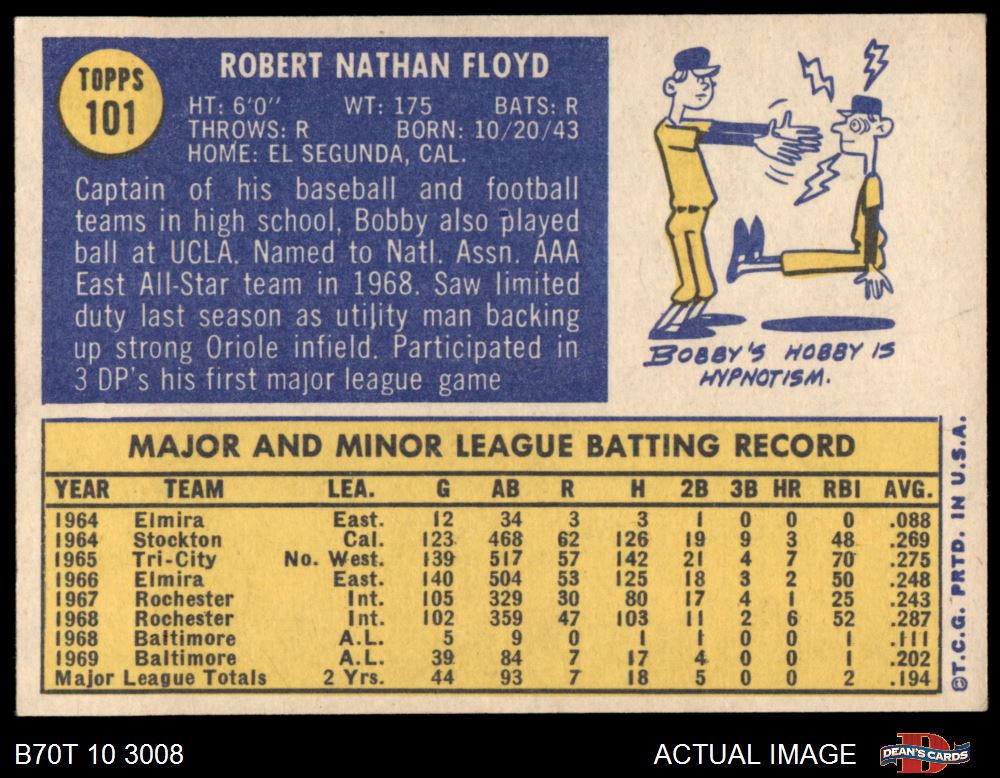 TOPPS
101
ROBERT NATHAN FLOYD
HT: 6'0" WT: 175 BATS: R
THROWS: R BORN: 10/20/43
HOME: EL SEGUNDA, CAL.
Captain of his baseball and football
teams in high school, Bobby also played
ball at UCLA. Named to Natl. Assn. AAA
East All-Star team in 1968. Saw limited
duty last season as utility man backing
up strong Oriole infield. Participated in
3 DP's his first major league game
BOBBY'S HOBBY IS
HYPNOTISM.
MAJOR AND MINOR LEAGUE BATTING RECORD
YEAR TEAM LEA. G AB R H 2B 3B HR RBI AVG.
1964 Elmira East. 12 34 3 3 1 0 0 0 .088
1964 Stockton Cal. 123 468 62 126 19 9 3 48 .269
1965 Tri-City No. West. 139 517 57 142 21 4 7 70 .275
1966 Elmira East. 140 504 53 125 18 3 2 50 .248
1967 Rochester Int. 105 329 30 80 17 4 1 25 .243
1968 Rochester Int. 102 359 47 103 11 2 6 52 .287
1968 Baltimore A.L. 5 9 0 1 1 0 0 1 .111
1969 Baltimore A.L. 39 84 7 17 4 0 0 1 .202
Major League Totals 2 Yrs. 44 93 7 18 5 0 0 2 .194
©T.C.G. PRTD. IN U.S.A.
B70T 10 3008
ACTUAL IMAGE
D
DEAN'S CARDS